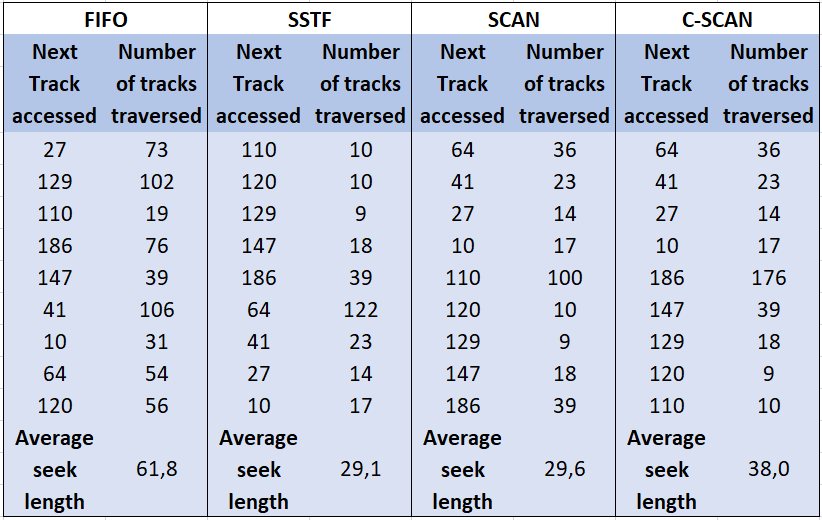 FIFO SSTF SCAN C-SCAN
Next Number Next Number Next Number Next Number
Track of tracks Track of tracks Track of tracks Track of tracks
accessed traversed accessed traversed accessed traversed accessed traversed
27 73 110 10 64 36 64 36
129 102 120 10 41 23 41 23
110 19 129 9 27 14 27 14
186 76 147 18 10 17 10 17
147 39 186 39 110 100 186 176
41 106 64 122 120 10 147 39
10 31 41 23 129 9 129 18
64 54 27 14 147 18 120 9
120 56 10 17 186 39 110 10
Average Average Average Average
seek 61,8 seek 29,1 seek 29,6 seek 38,0
length length length length